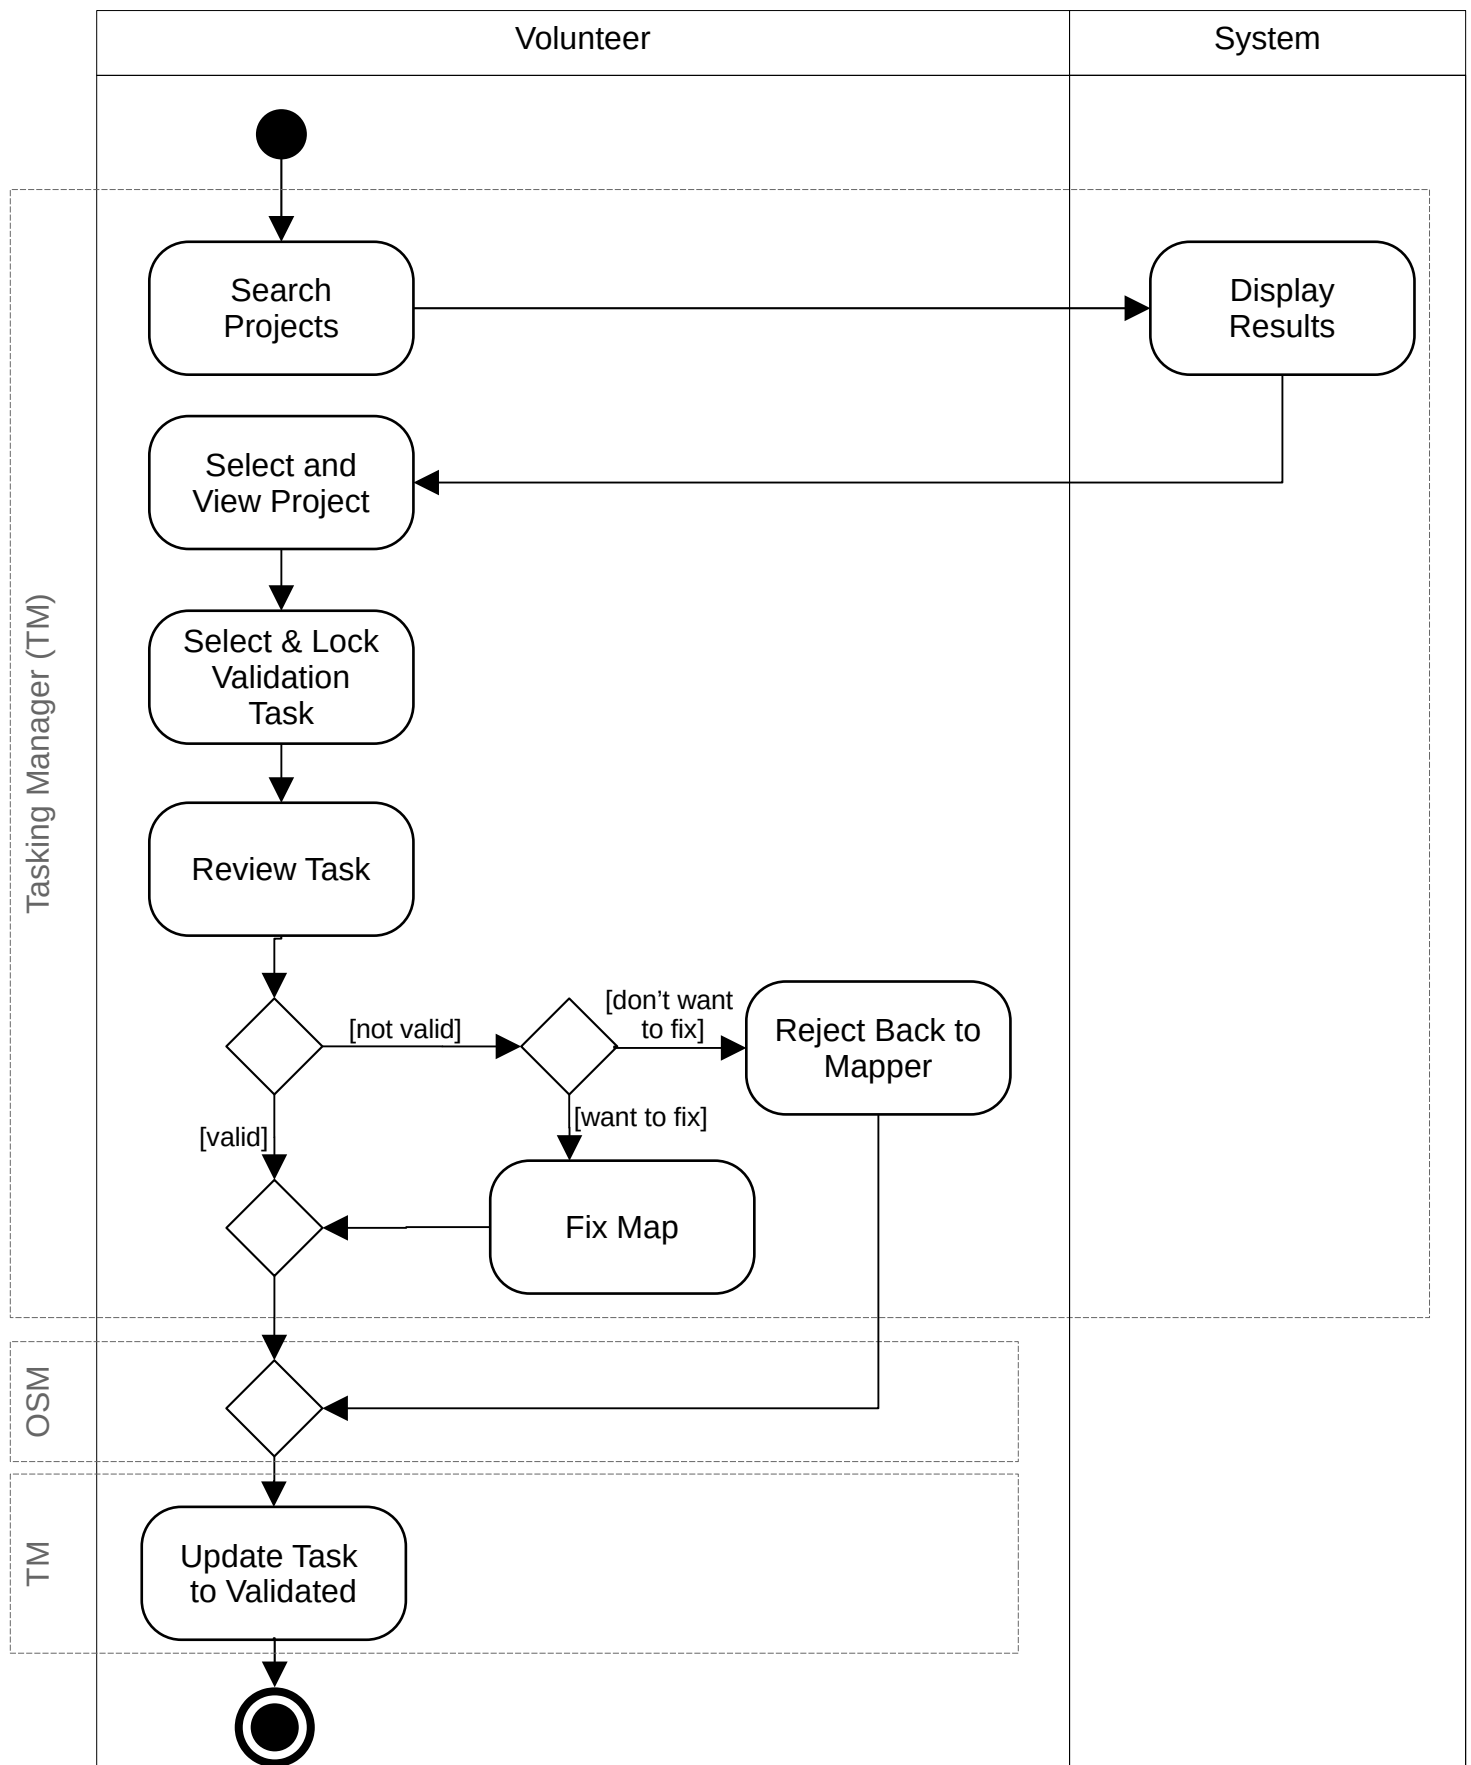 Volunteer
System
Search
Projects
Display
Results
Select and
View Project
Select & Lock
Validation
Task
Tasking Manager (TM)
Review Task
[not valid]
[don’t want
to fix]
Reject Back to
Mapper
[valid]
[want to fix]
Fix Map
OSM
TM
Update Task
to Validated